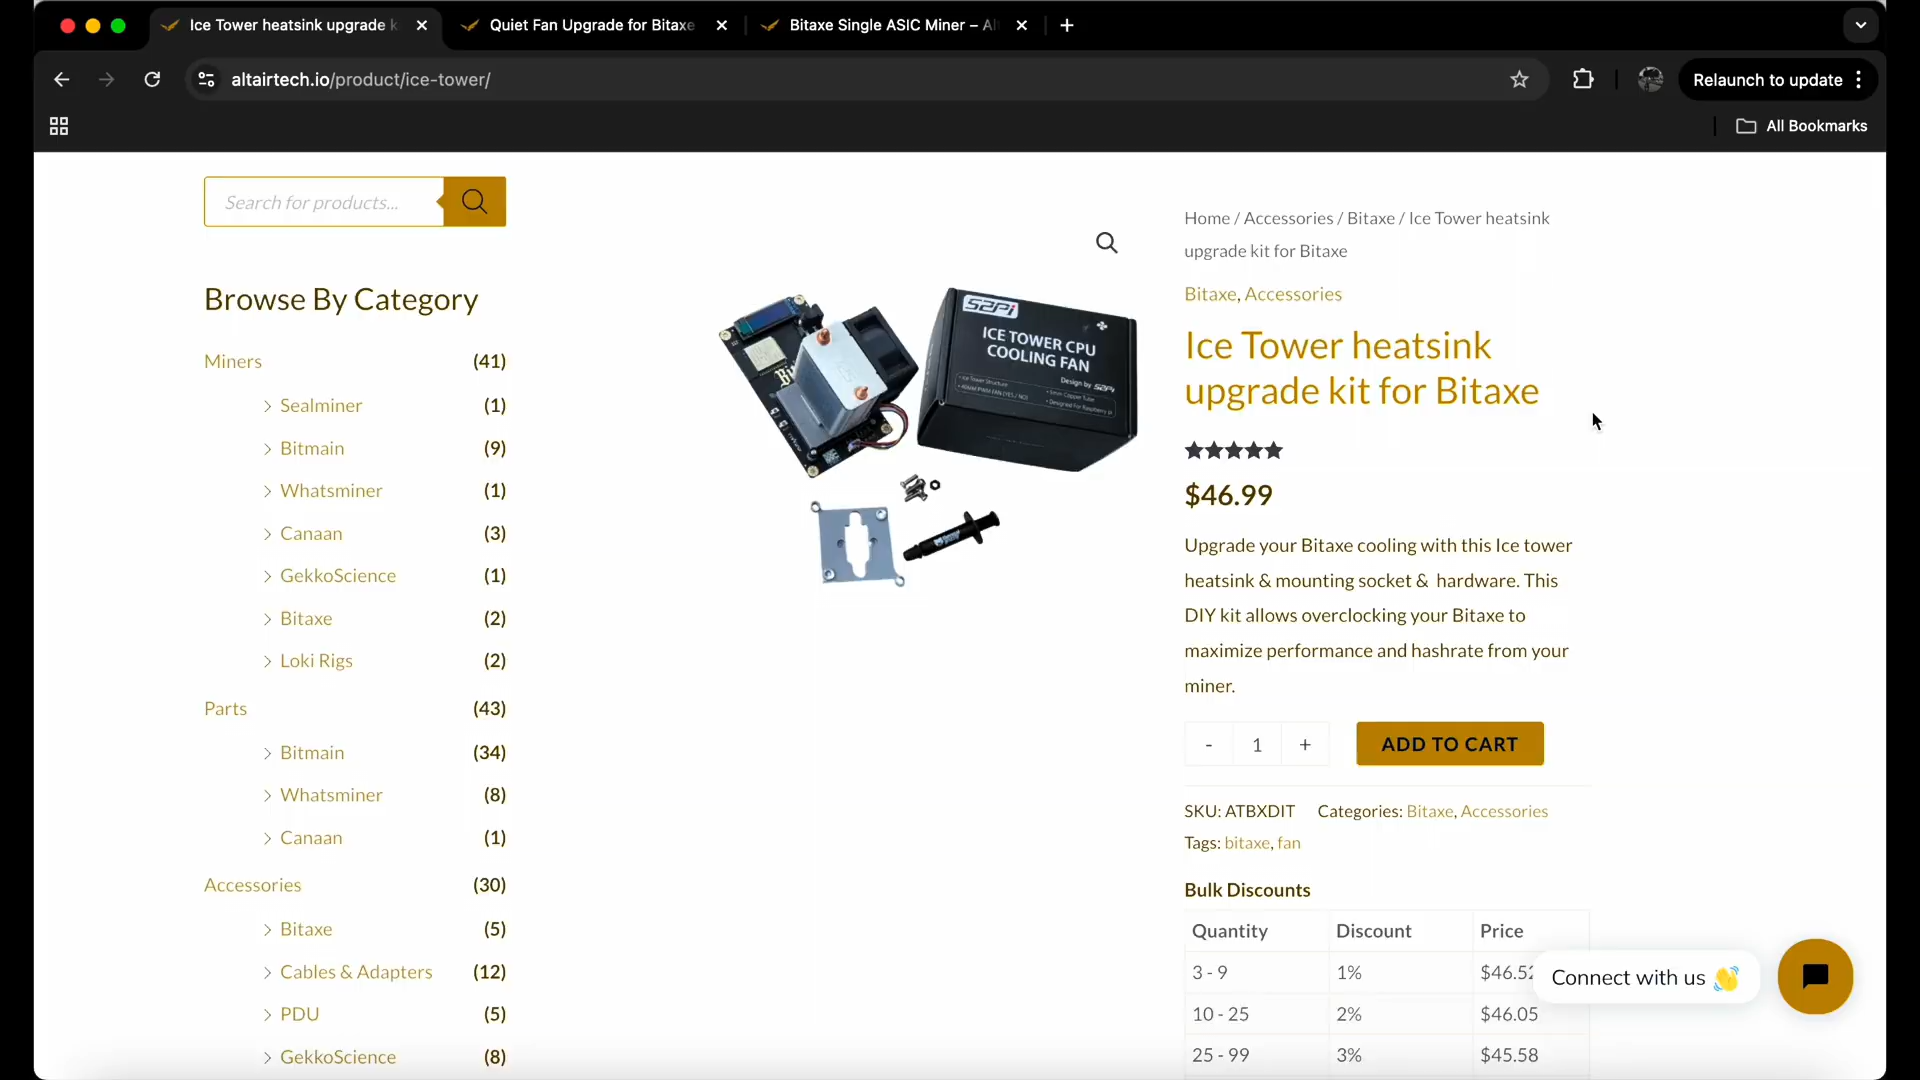 Ice Tower heatsink upgrade k
Quiet Fan Upgrade for Bitaxe
Bitaxe Single ASIC Miner – Al
altairtech.io/product/ice-tower/
Relaunch to update
All Bookmarks
Search for products...
Browse By Category
Miners (41)
Sealminer (1)
Bitmain (9)
Whatsminer (1)
Canaan (3)
GekkoScience (1)
Bitaxe (2)
Loki Rigs (2)
Parts (43)
Bitmain (34)
Whatsminer (8)
Canaan (1)
Accessories (30)
Bitaxe (5)
Cables & Adapters (12)
PDU (5)
GekkoScience (8)
S2Pi
ICE TOWER CPU
COOLING FAN
Design by S2Pi
Home / Accessories / Bitaxe / Ice Tower heatsink
upgrade kit for Bitaxe
Bitaxe, Accessories
Ice Tower heatsink
upgrade kit for Bitaxe
$46.99
Upgrade your Bitaxe cooling with this Ice tower
heatsink & mounting socket & hardware. This
DIY kit allows overclocking your Bitaxe to
maximize performance and hashrate from your
miner.
- 1 +
ADD TO CART
SKU: ATBXDIT Categories: Bitaxe, Accessories
Tags: bitaxe, fan
Bulk Discounts
Quantity Discount Price
3 - 9 1% $46.52
10 - 25 2% $46.05
25 - 99 3% $45.58
Connect with us 👋